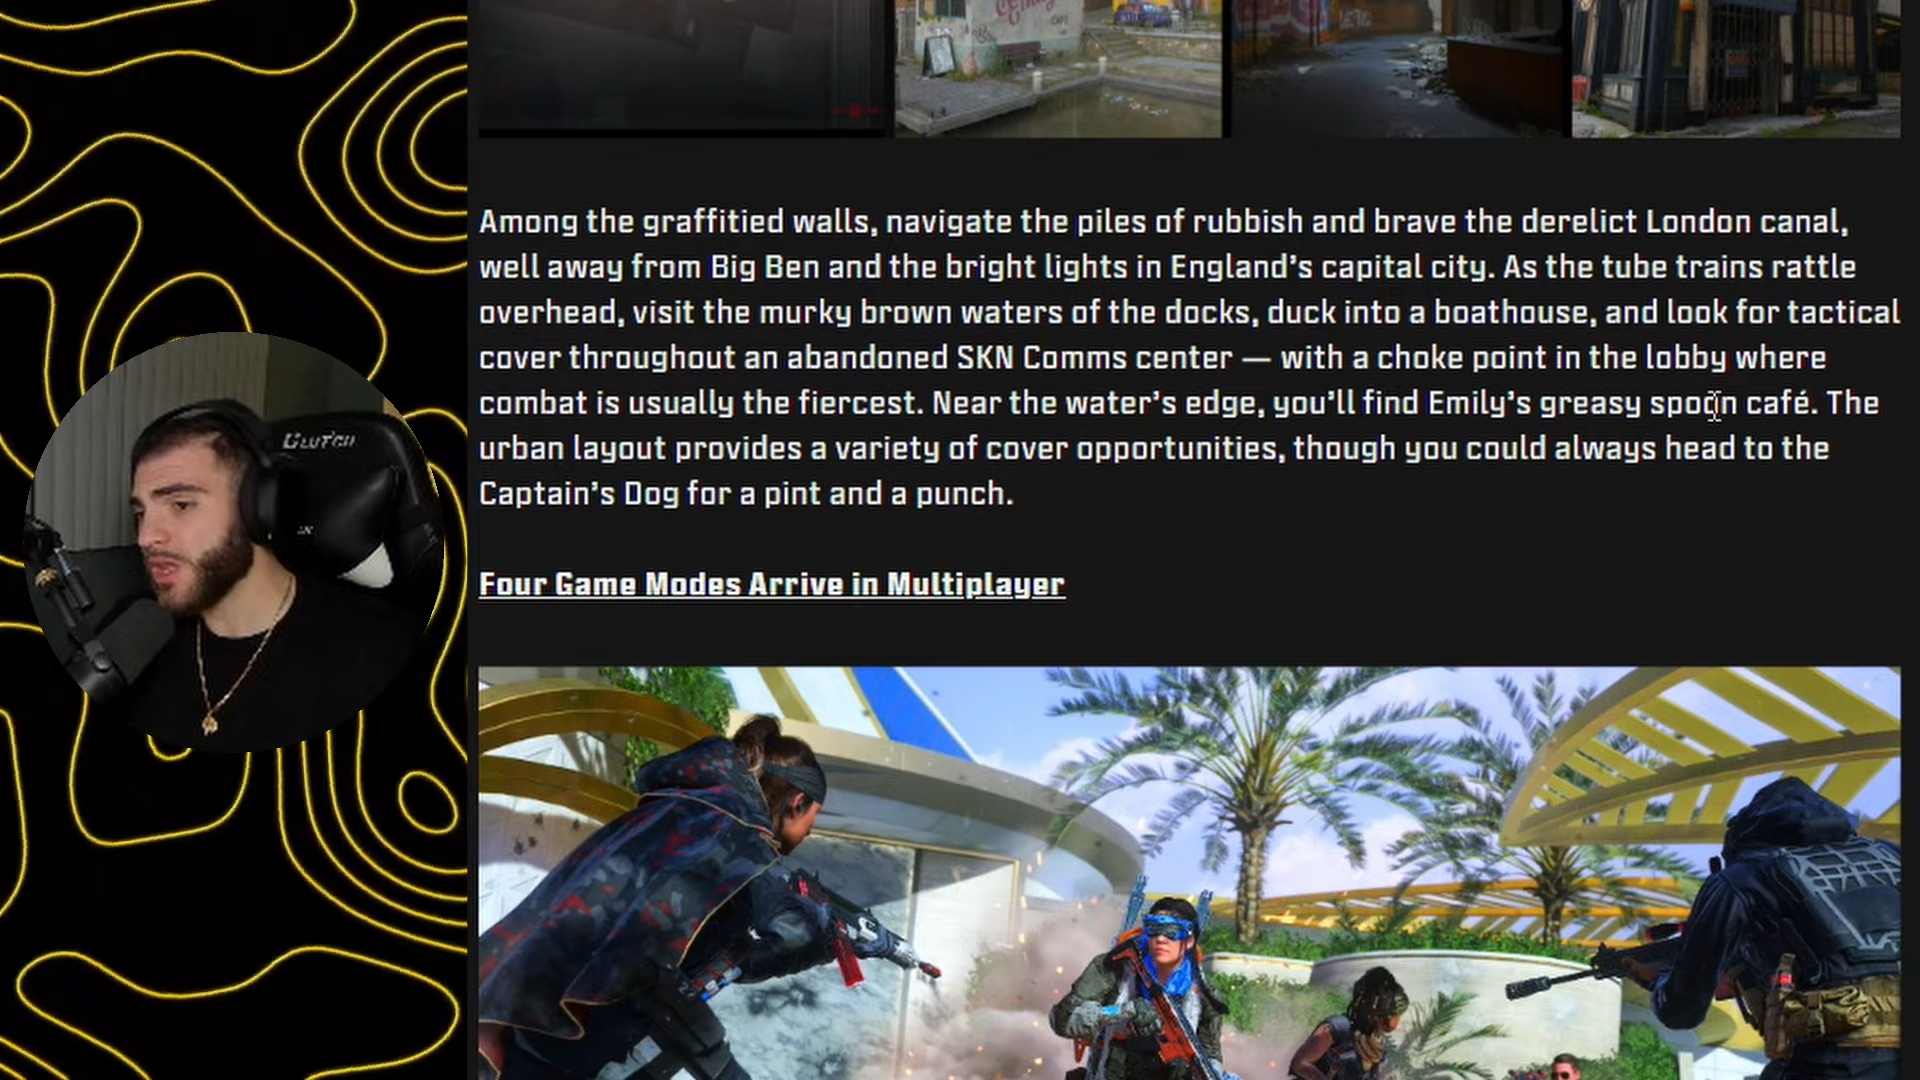 Among the graffitied walls, navigate the piles of rubbish and brave the derelict London canal,
well away from Big Ben and the bright lights in England's capital city. As the tube trains rattle
overhead, visit the murky brown waters of the docks, duck into a boathouse, and look for tactical
cover throughout an abandoned SKN Comms center — with a choke point in the lobby where
combat is usually the fiercest. Near the water's edge, you'll find Emily's greasy spoon café. The
urban layout provides a variety of cover opportunities, though you could always head to the
Captain's Dog for a pint and a punch.
CLUTCH
Four Game Modes Arrive in Multiplayer